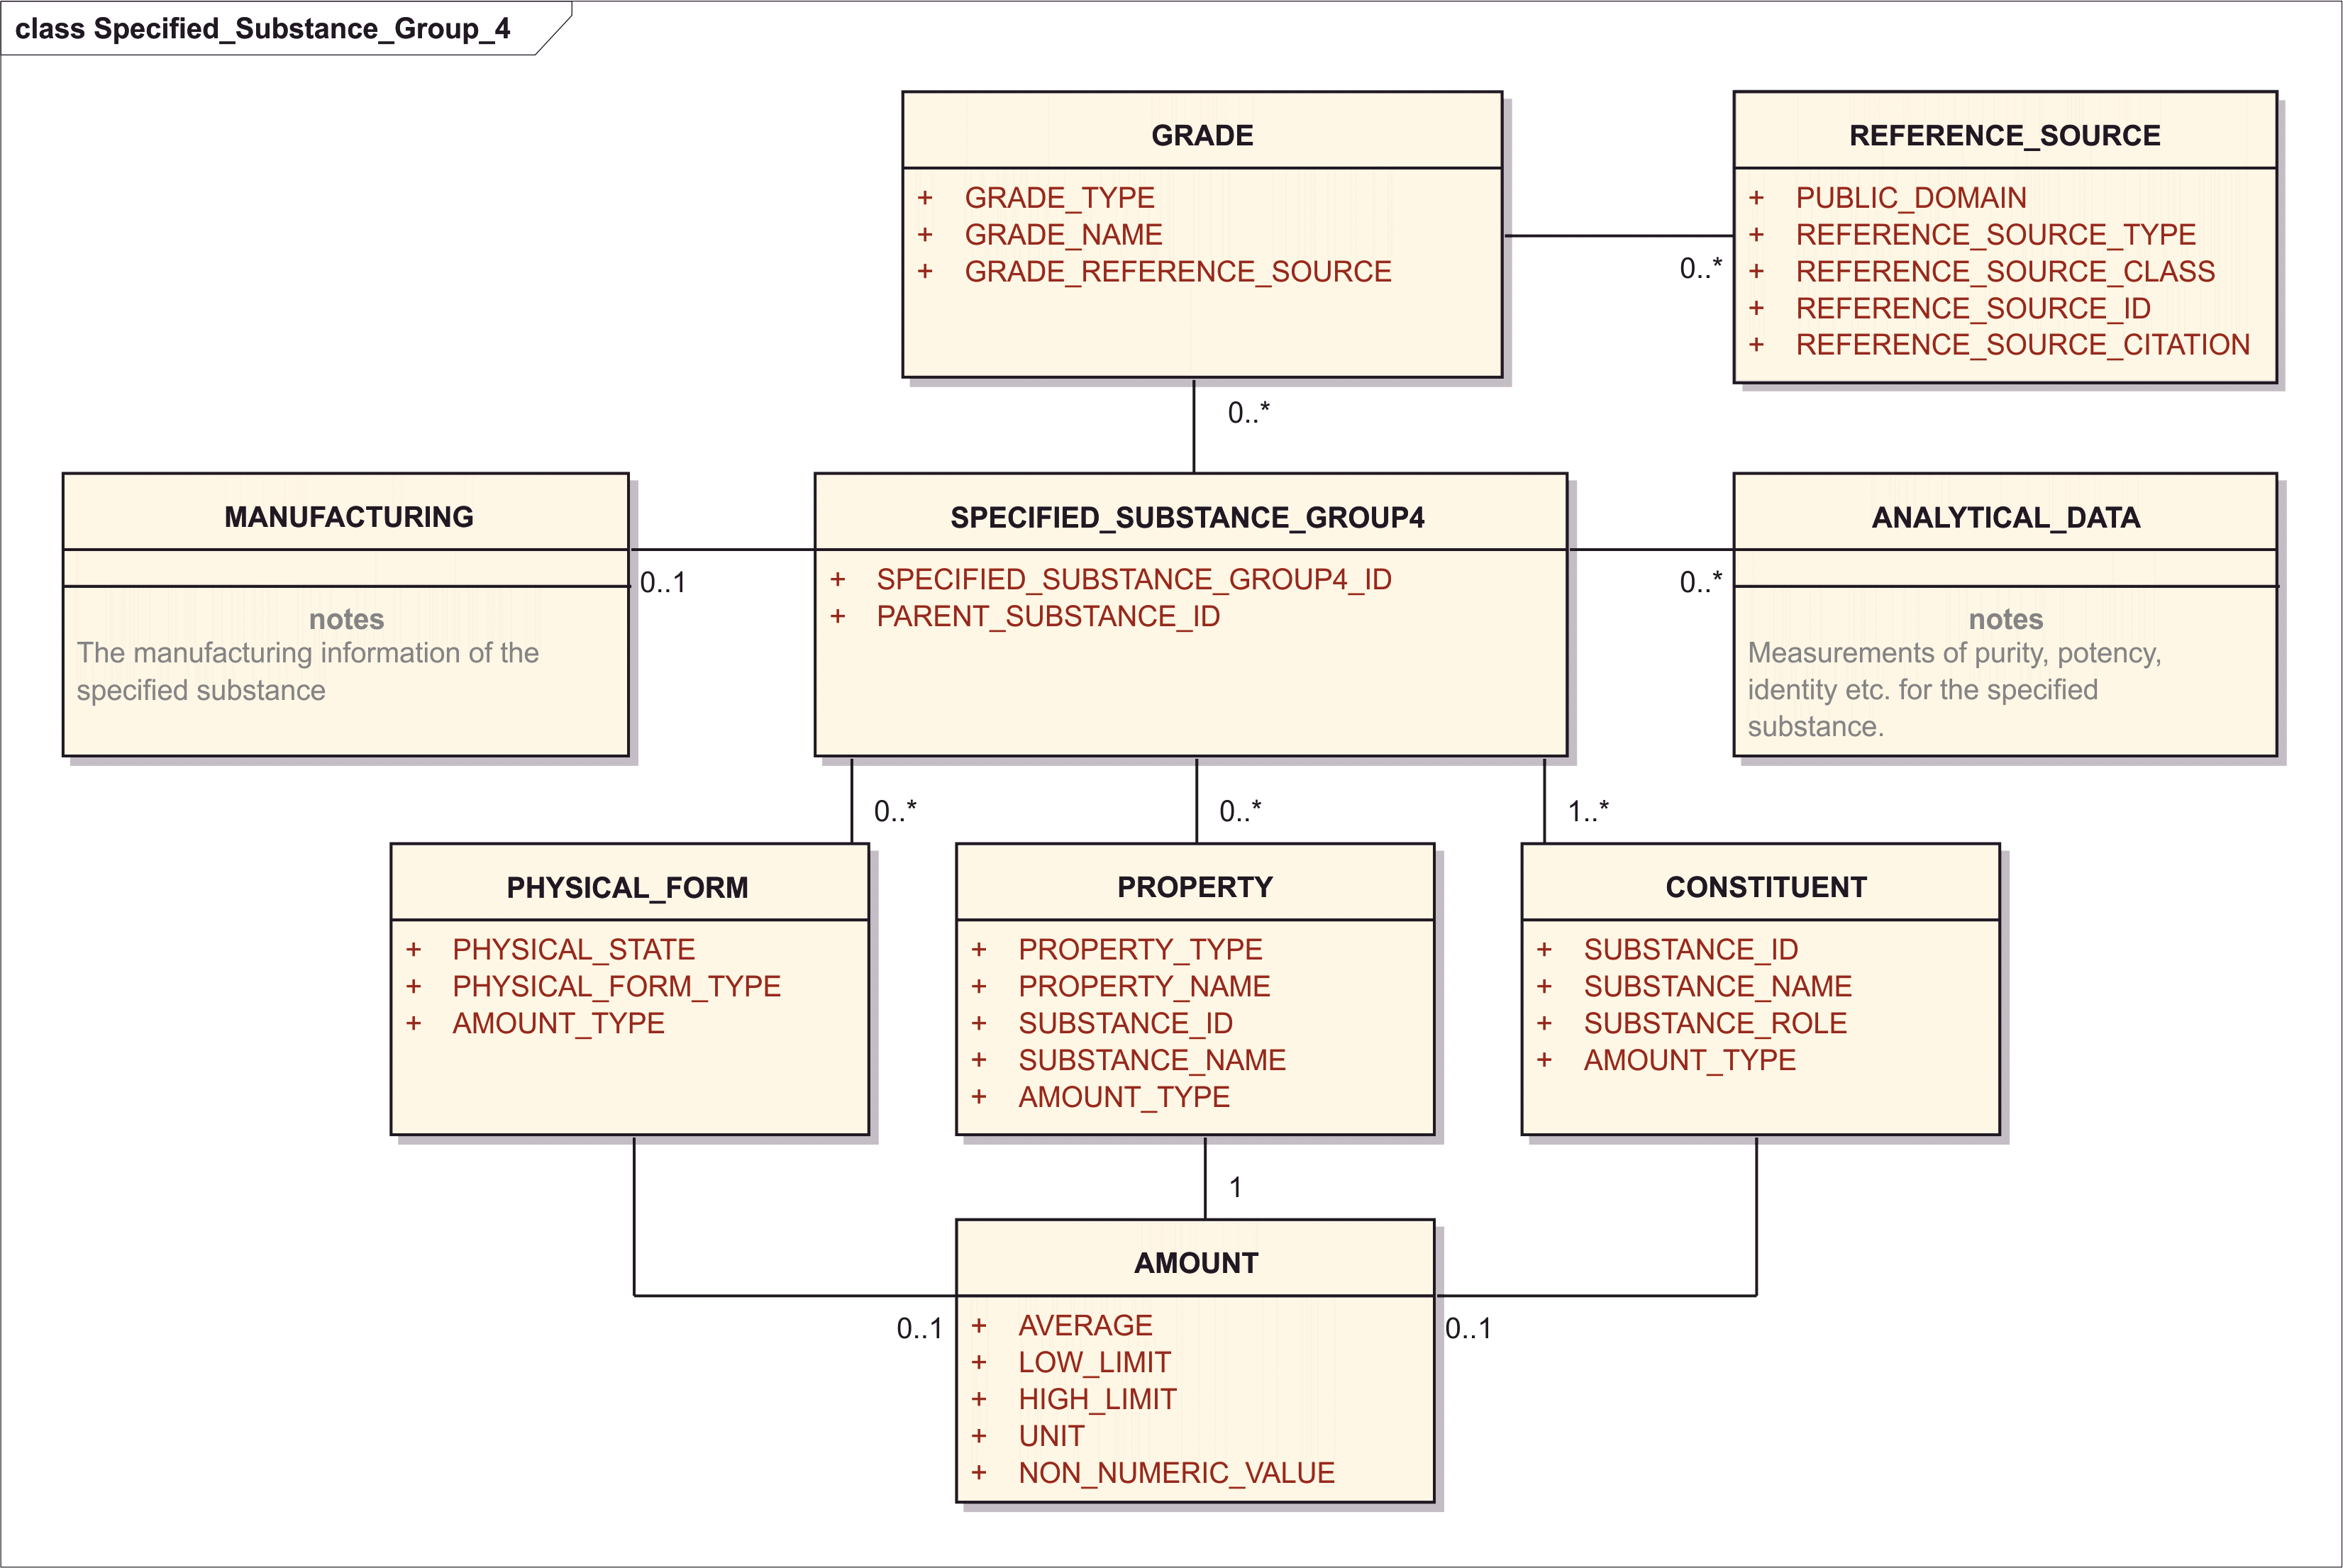 class Specified_Substance_Group_4
GRADE
+ GRADE_TYPE
+ GRADE_NAME
+ GRADE_REFERENCE_SOURCE
REFERENCE_SOURCE
+ PUBLIC_DOMAIN
+ REFERENCE_SOURCE_TYPE
+ REFERENCE_SOURCE_CLASS
+ REFERENCE_SOURCE_ID
+ REFERENCE_SOURCE_CITATION
0..*
0..*
MANUFACTURING
notes
The manufacturing information of the
specified substance
0..1
SPECIFIED_SUBSTANCE_GROUP4
+ SPECIFIED_SUBSTANCE_GROUP4_ID
+ PARENT_SUBSTANCE_ID
0..*
ANALYTICAL_DATA
notes
Measurements of purity, potency,
identity etc. for the specified
substance.
0..*
0..*
1..*
PHYSICAL_FORM
+ PHYSICAL_STATE
+ PHYSICAL_FORM_TYPE
+ AMOUNT_TYPE
PROPERTY
+ PROPERTY_TYPE
+ PROPERTY_NAME
+ SUBSTANCE_ID
+ SUBSTANCE_NAME
+ AMOUNT_TYPE
CONSTITUENT
+ SUBSTANCE_ID
+ SUBSTANCE_NAME
+ SUBSTANCE_ROLE
+ AMOUNT_TYPE
1
0..1
AMOUNT
+ AVERAGE
+ LOW_LIMIT
+ HIGH_LIMIT
+ UNIT
+ NON_NUMERIC_VALUE
0..1